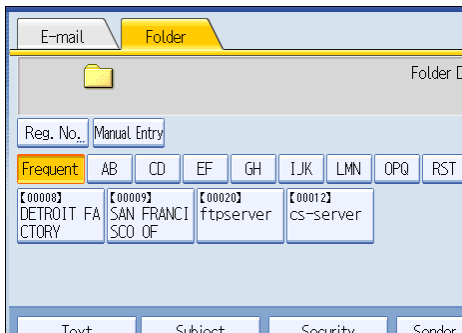 E-mail Folder
Folder D
Reg. No. Manual Entry
Frequent AB CD EF GH IJK LMN OPQ RST
【00008】 【00009】 【00020】 【00012】
DETROIT FA SAN FRANCI ftpserver cs-server
CTORY SCO OF
Text Subject Security Sender